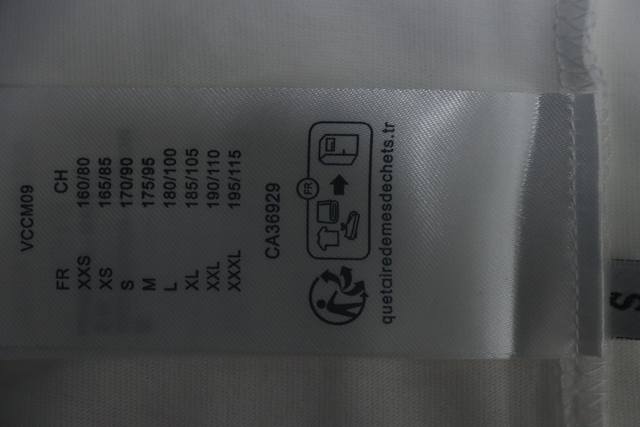 VCCM09
FR CH
XXS 160/80
XS 165/85
S 170/90
M 175/95
L 180/100
XL 185/105
XXL 190/110
XXXL 195/115
CA36929
FR
quetairedemesdechets.tr
S